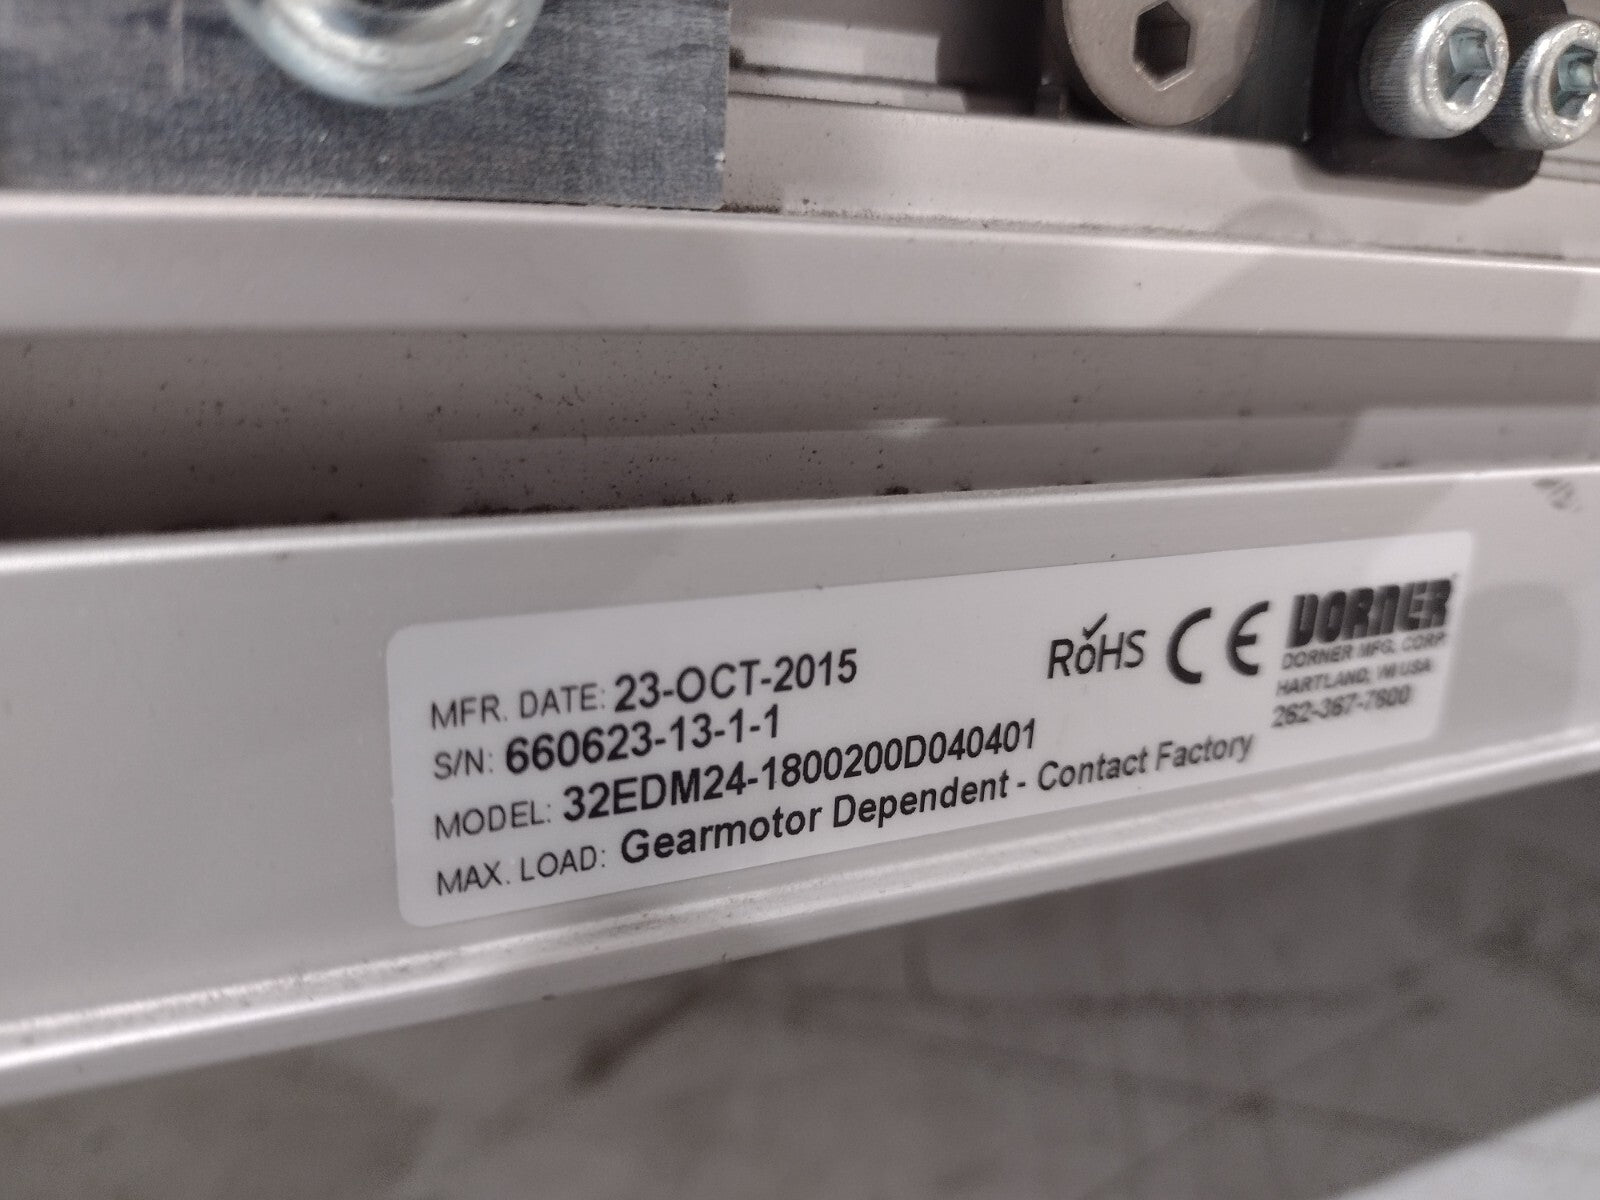 MFR. DATE: 23-OCT-2015
S/N: 660623-13-1-1
MODEL: 32EDM24-1800200D040401
MAX. LOAD: Gearmotor Dependent - Contact Factory
RoHS CE
DORNER
DORNER MFG. CORP.
HARTLAND, WI USA
262-367-7600